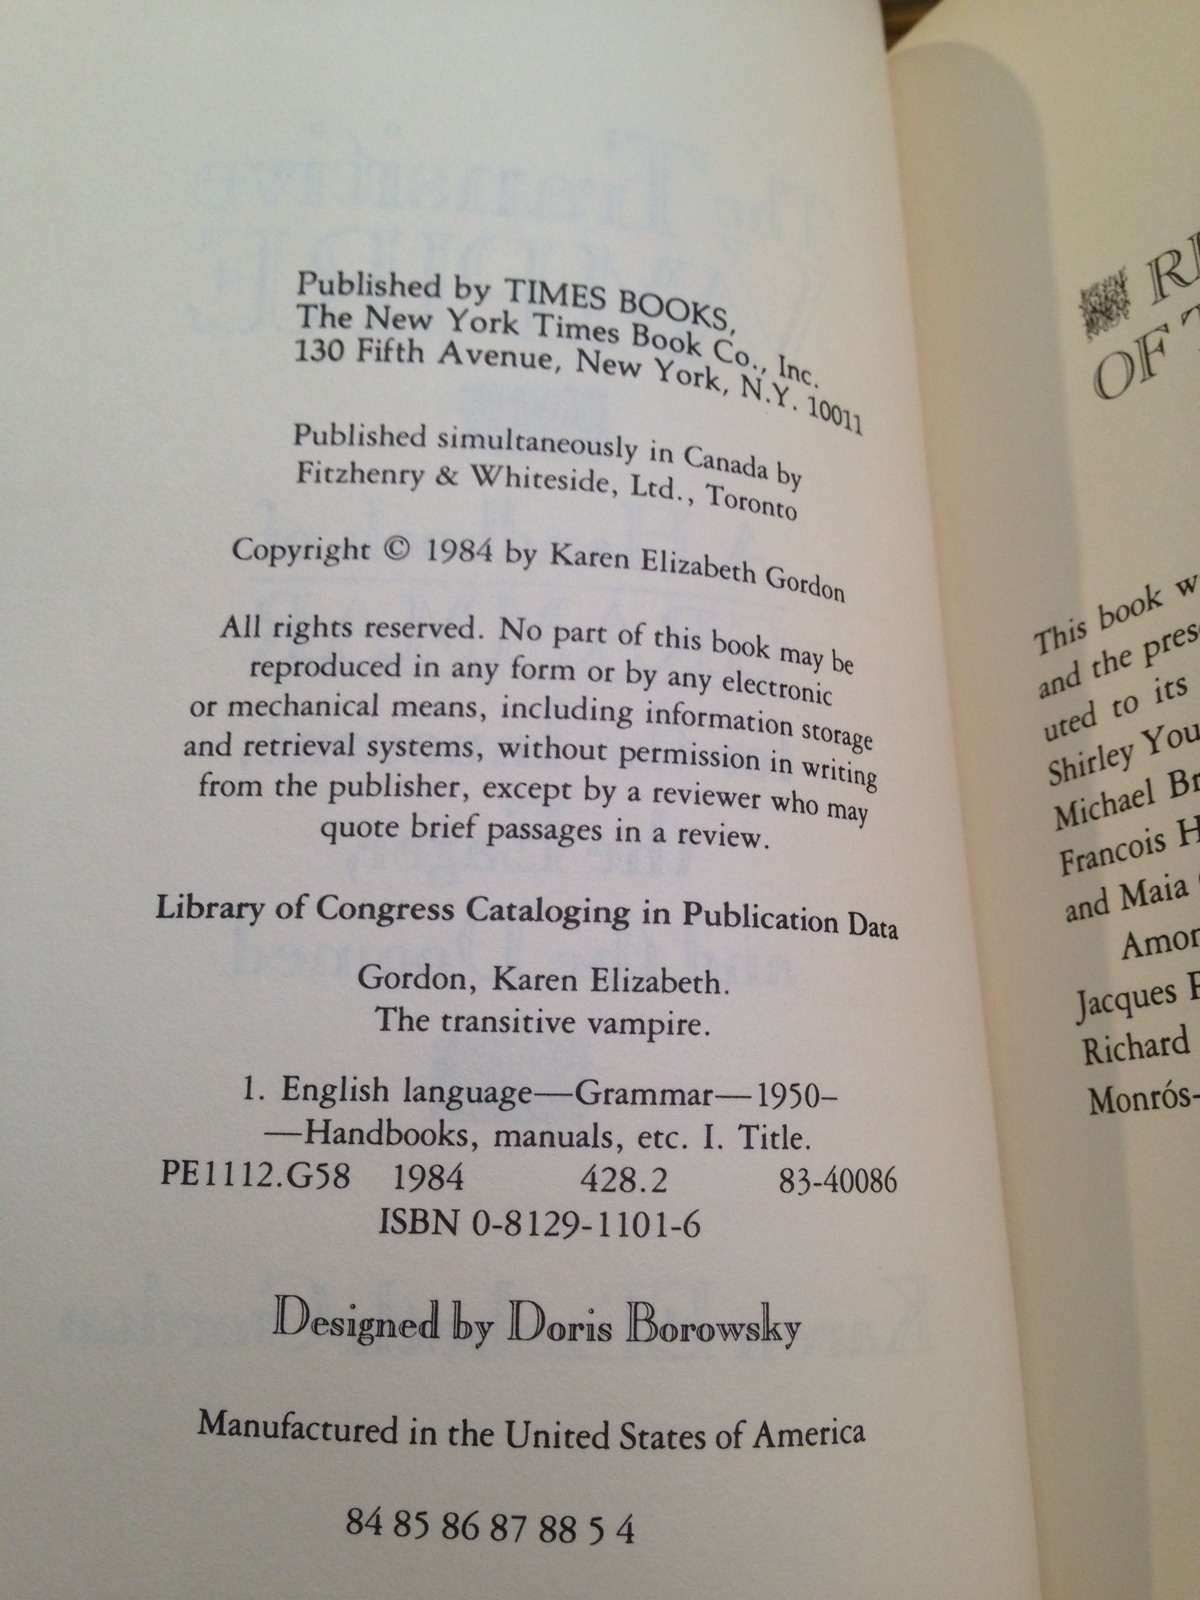 Published by TIMES BOOKS,
The New York Times Book Co., Inc.
130 Fifth Avenue, New York, N.Y. 10011
Published simultaneously in Canada by
Fitzhenry & Whiteside, Ltd., Toronto
Copyright © 1984 by Karen Elizabeth Gordon
All rights reserved. No part of this book may be
reproduced in any form or by any electronic
or mechanical means, including information storage
and retrieval systems, without permission in writing
from the publisher, except by a reviewer who may
quote brief passages in a review.
Library of Congress Cataloging in Publication Data
Gordon, Karen Elizabeth.
The transitive vampire.
1. English language—Grammar—1950–
—Handbooks, manuals, etc. I. Title.
PE1112.G58 1984 428.2 83-40086
ISBN 0-8129-1101-6
Designed by Doris Borowsky
Manufactured in the United States of America
84 85 86 87 88 5 4
OF
This book
and the
uted to its
Shirley
Michael
Francois
and Maia
Jacques
Richard